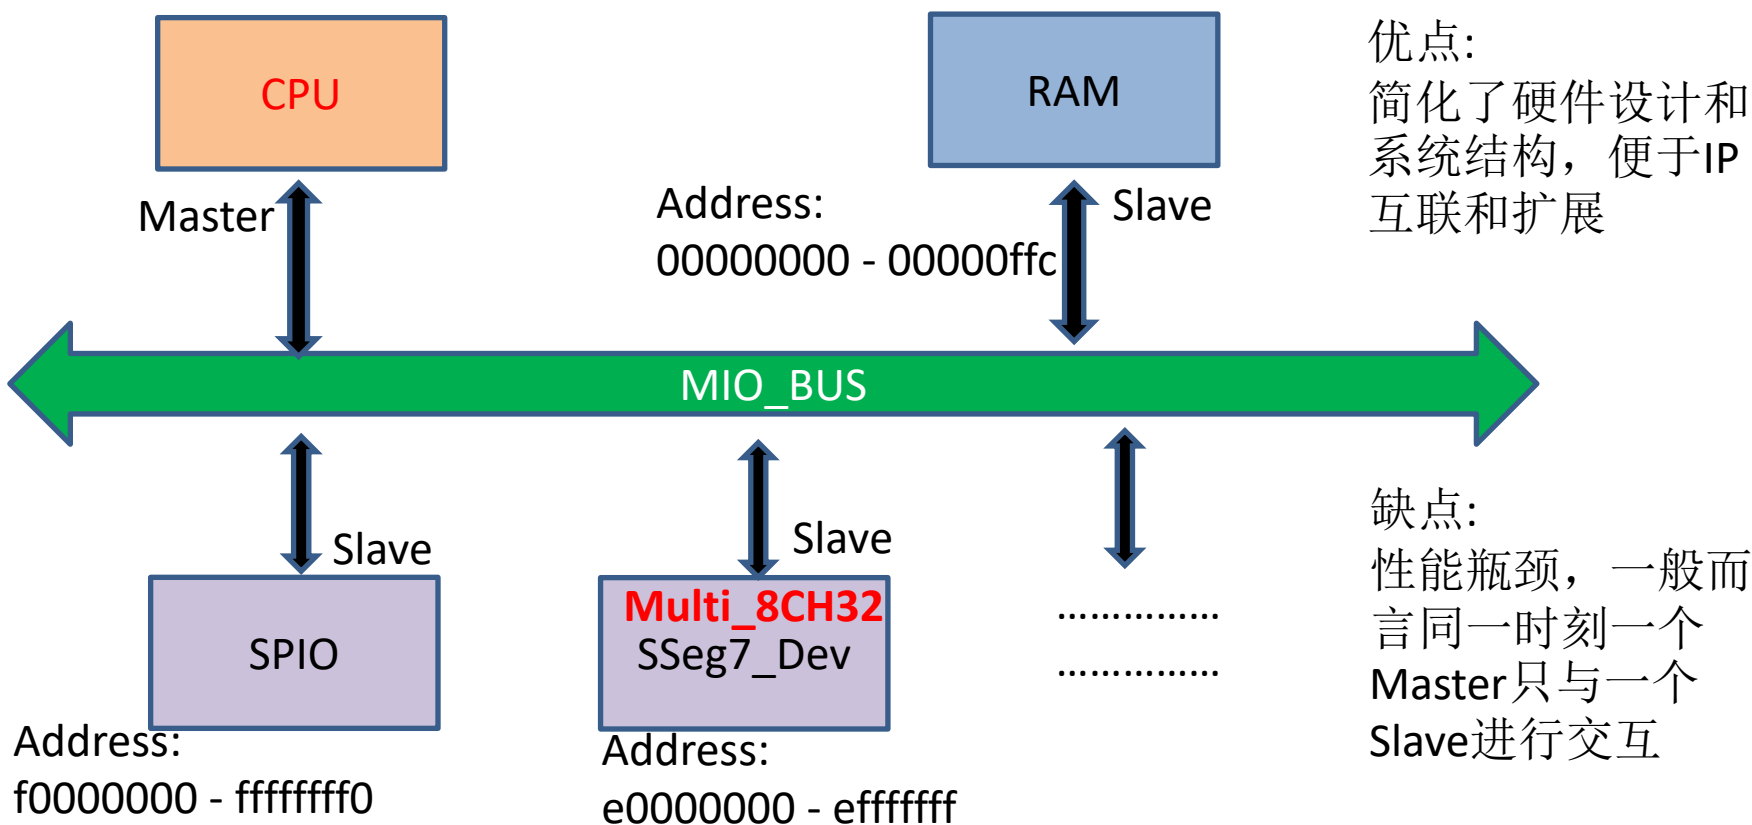 CPU
Master
RAM
Address:
00000000 - 00000ffc
Slave
优点:
简化了硬件设计和
系统结构，便于IP
互联和扩展
MIO_BUS
Slave
SPIO
Address:
f0000000 - ffffffff0
Slave
Multi_8CH32
SSeg7_Dev
Address:
e0000000 - efffffff
……………
……………
缺点:
性能瓶颈，一般而
言同一时刻一个
Master只与一个
Slave进行交互